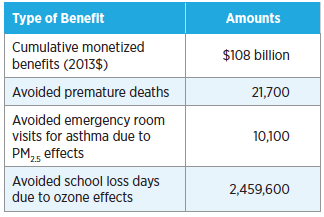 Type of Benefit Amounts
Cumulative monetized
benefits (2013$) $108 billion
Avoided premature deaths 21,700
Avoided emergency room
visits for asthma due to 10,100
PM2.5 effects
Avoided school loss days
due to ozone effects 2,459,600